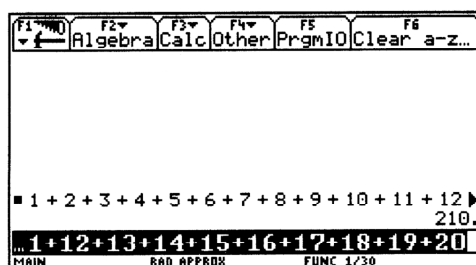 F1 F2 F3 F4 F5 F6
Algebra Calc Other PrgmIO Clear a-z…
1 + 2 + 3 + 4 + 5 + 6 + 7 + 8 + 9 + 10 + 11 + 12
210.
…1+12+13+14+15+16+17+18+19+20
MAIN RAD APPROX FUNC 1/30